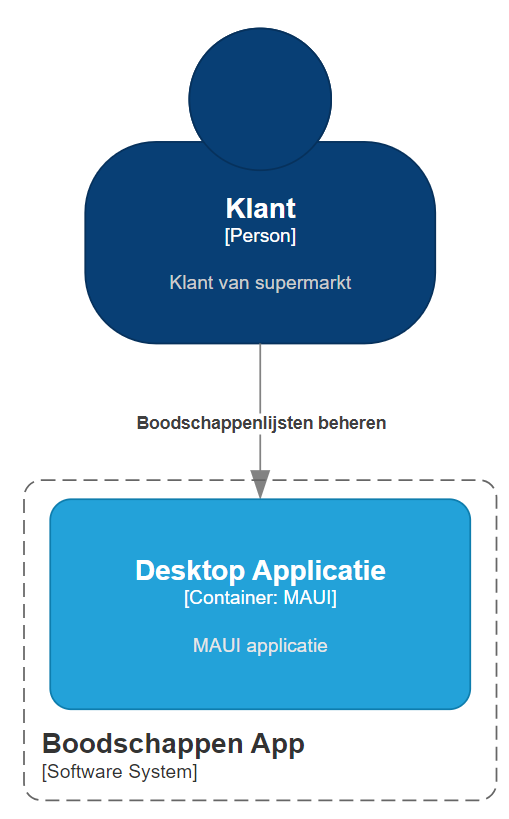 Klant
[Person]
Klant van supermarkt
Boodschappenlijsten beheren
Desktop Applicatie
[Container: MAUI]
MAUI applicatie
Boodschappen App
[Software System]